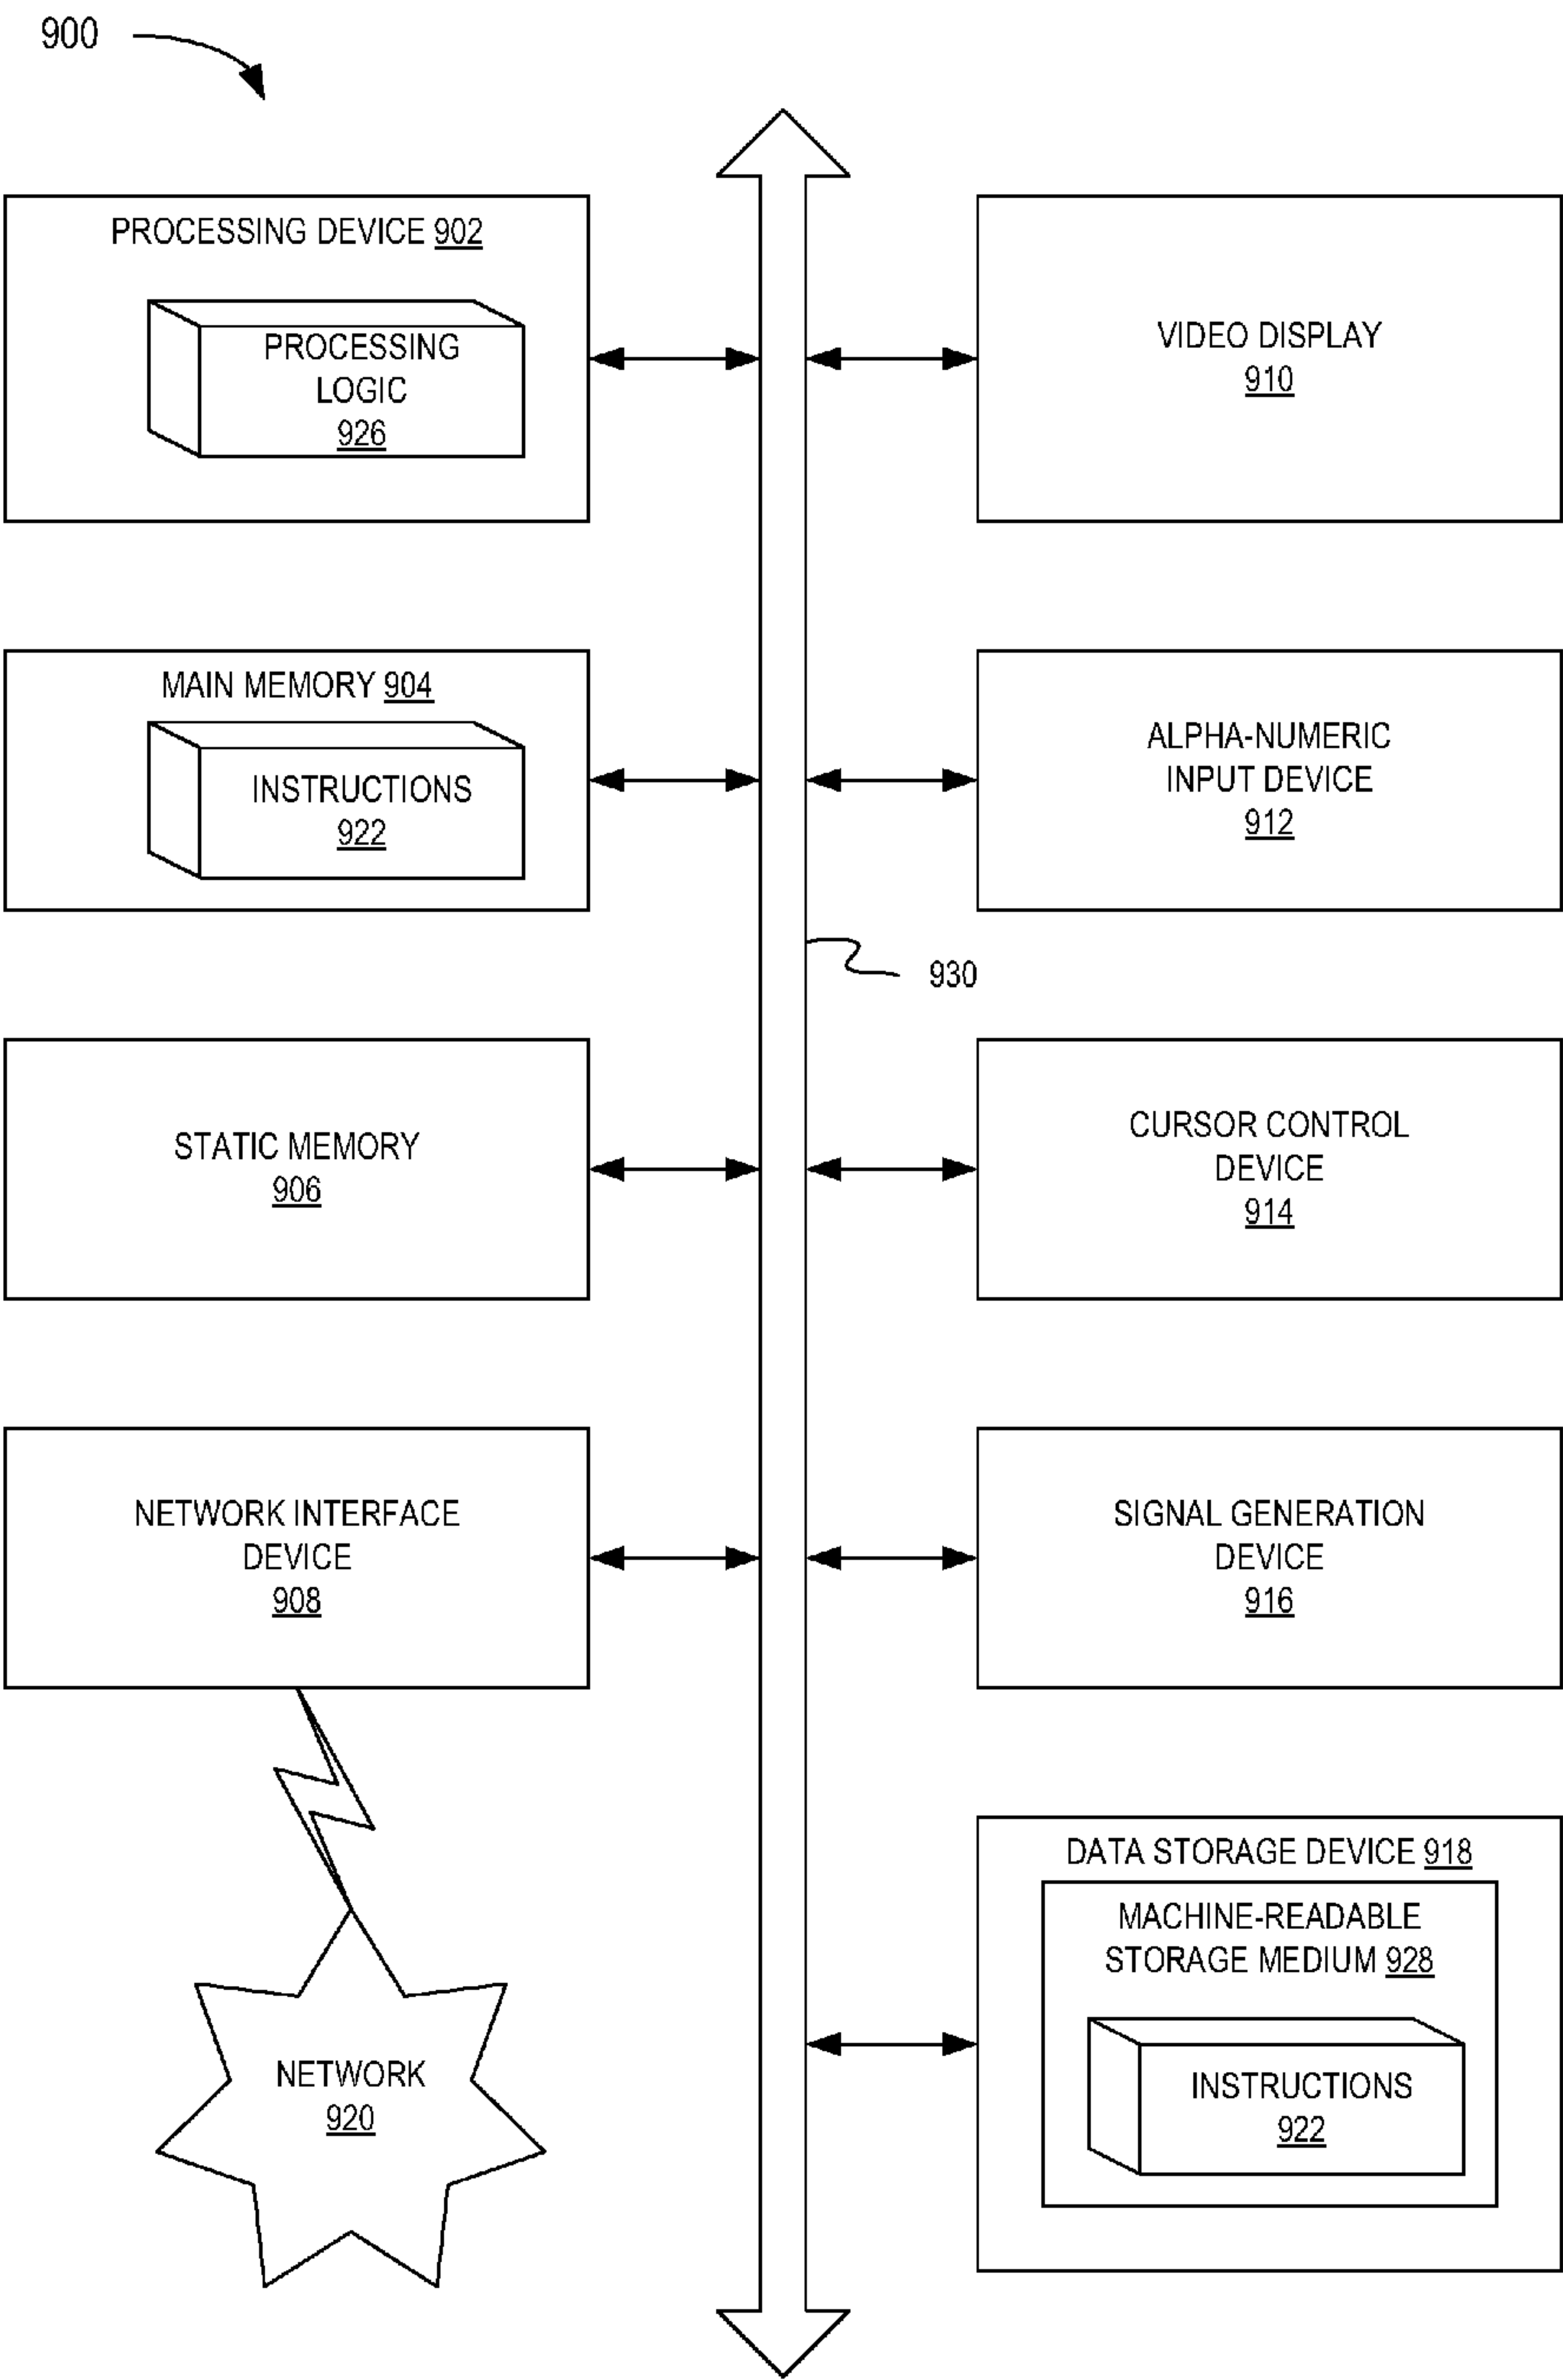 900
PROCESSING DEVICE 902
PROCESSING
LOGIC
926
VIDEO DISPLAY
910
MAIN MEMORY 904
INSTRUCTIONS
922
ALPHA-NUMERIC
INPUT DEVICE
912
930
STATIC MEMORY
906
CURSOR CONTROL
DEVICE
914
NETWORK INTERFACE
DEVICE
908
SIGNAL GENERATION
DEVICE
916
DATA STORAGE DEVICE 918
MACHINE-READABLE
STORAGE MEDIUM 928
INSTRUCTIONS
922
NETWORK
920